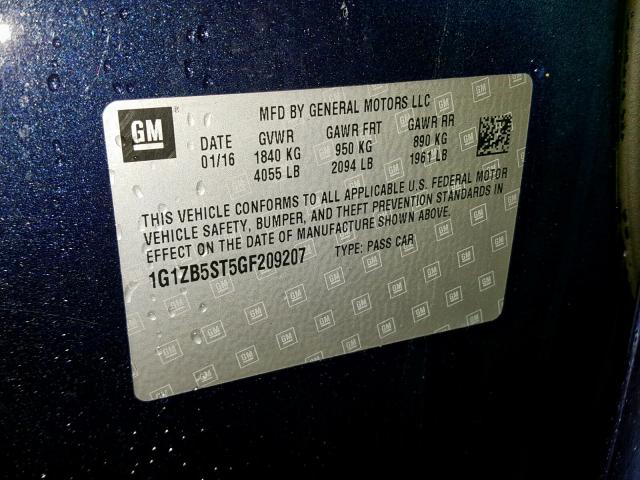 GM ® MFD BY GENERAL MOTORS LLC
DATE GVWR GAWR FRT GAWR RR
01/16 1840 KG 950 KG 890 KG
4055 LB 2094 LB 1961 LB
THIS VEHICLE CONFORMS TO ALL APPLICABLE U.S. FEDERAL MOTOR
VEHICLE SAFETY, BUMPER, AND THEFT PREVENTION STANDARDS IN
EFFECT ON THE DATE OF MANUFACTURE SHOWN ABOVE.
1G1ZB5ST5GF209207 TYPE: PASS CAR